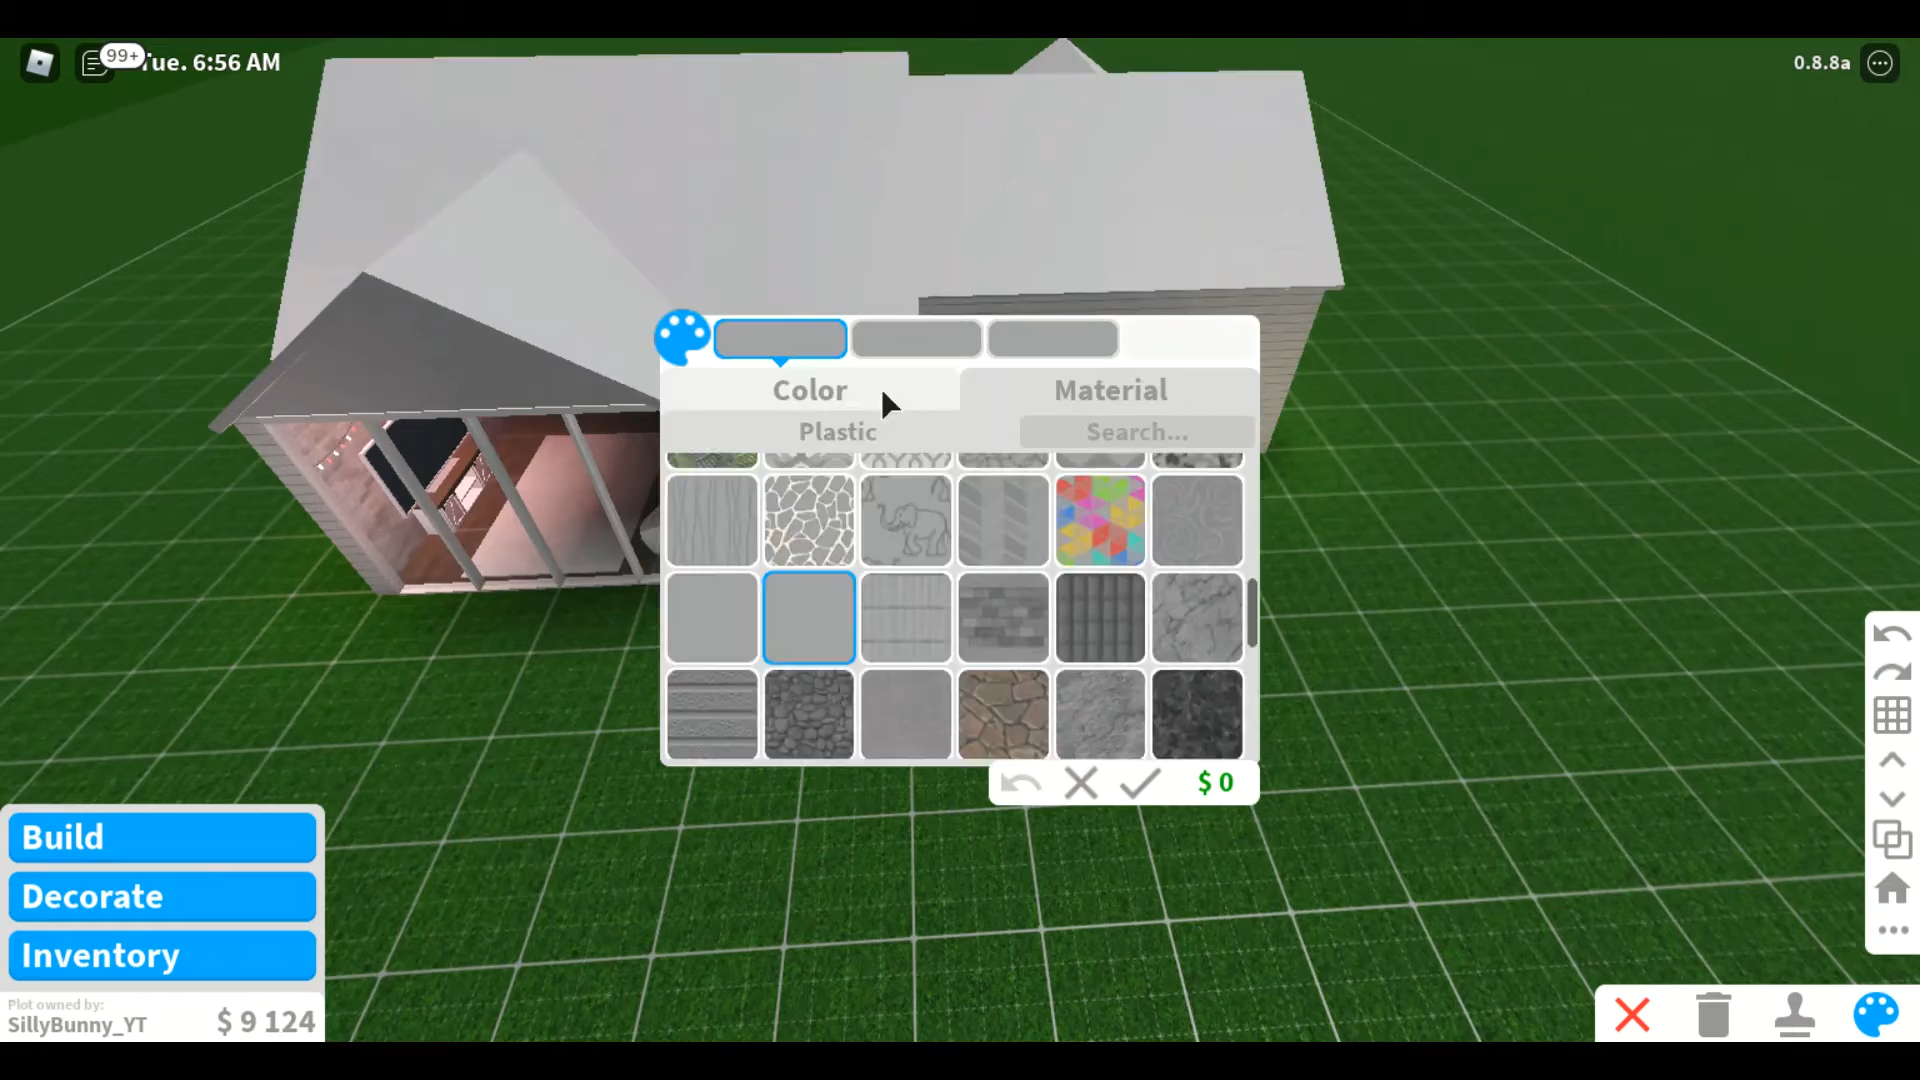 99+
Tue. 6:56 AM
0.8.8a
Color
Material
Plastic
Search...
$ 0
Build
Decorate
Inventory
Plot owned by:
SillyBunny_YT
$ 9 124